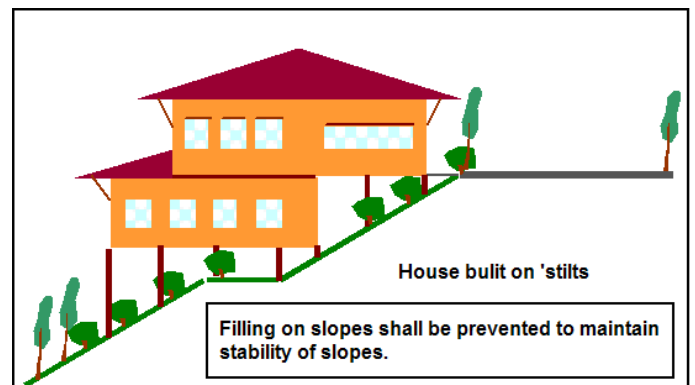 House bulit on 'stilts
Filling on slopes shall be prevented to maintain
stability of slopes.